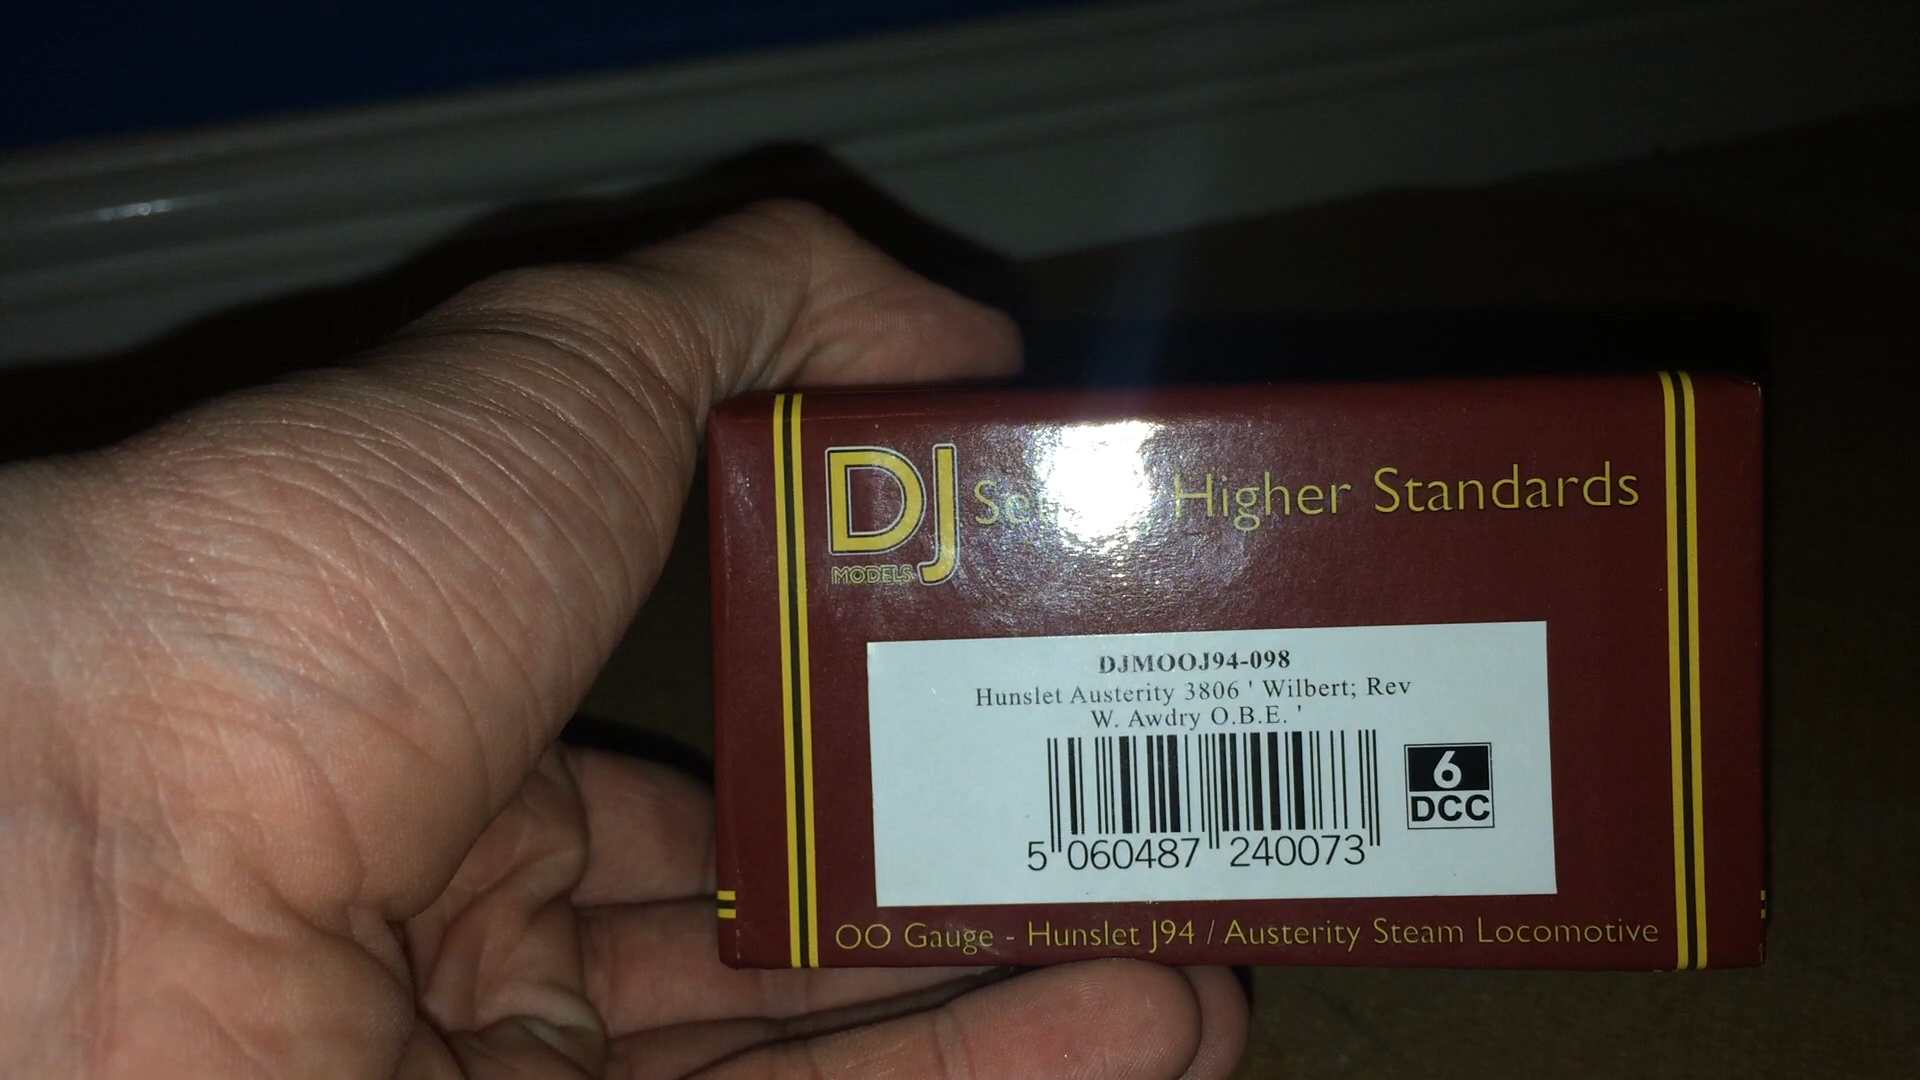 DJ
MODELS
Higher Standards
DJMOOJ94-098
Hunslet Austerity 3806 ' Wilbert; Rev
W. Awdry O.B.E. '
6
DCC
5 060487 240073
OO Gauge - Hunslet J94 / Austerity Steam Locomotive